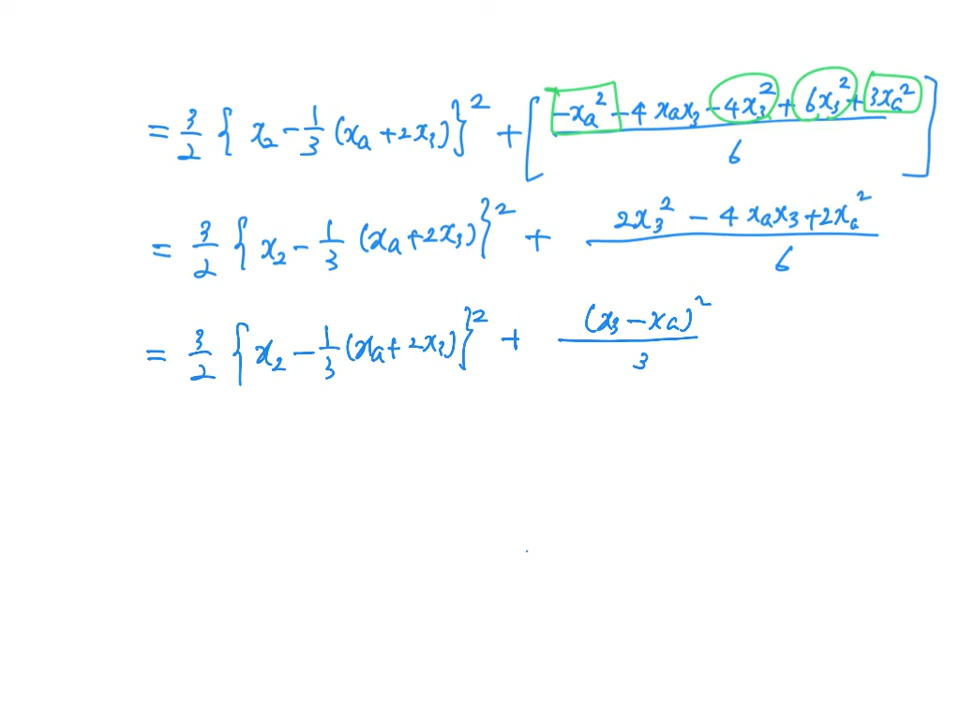 = 3/2 { x₂ - 1/3 (xₐ + 2x₃)}² + [ (-xₐ² - 4xₐx₃ - 4x₃² + 6x₃² + 3xₐ²)/6 ]
= 3/2 { x₂ - 1/3 (xₐ + 2x₃)}² + (2x₃² - 4xₐx₃ + 2xₐ²)/6
= 3/2 { x₂ - 1/3 (xₐ + 2x₃)}² + (x₃ - xₐ)²/3